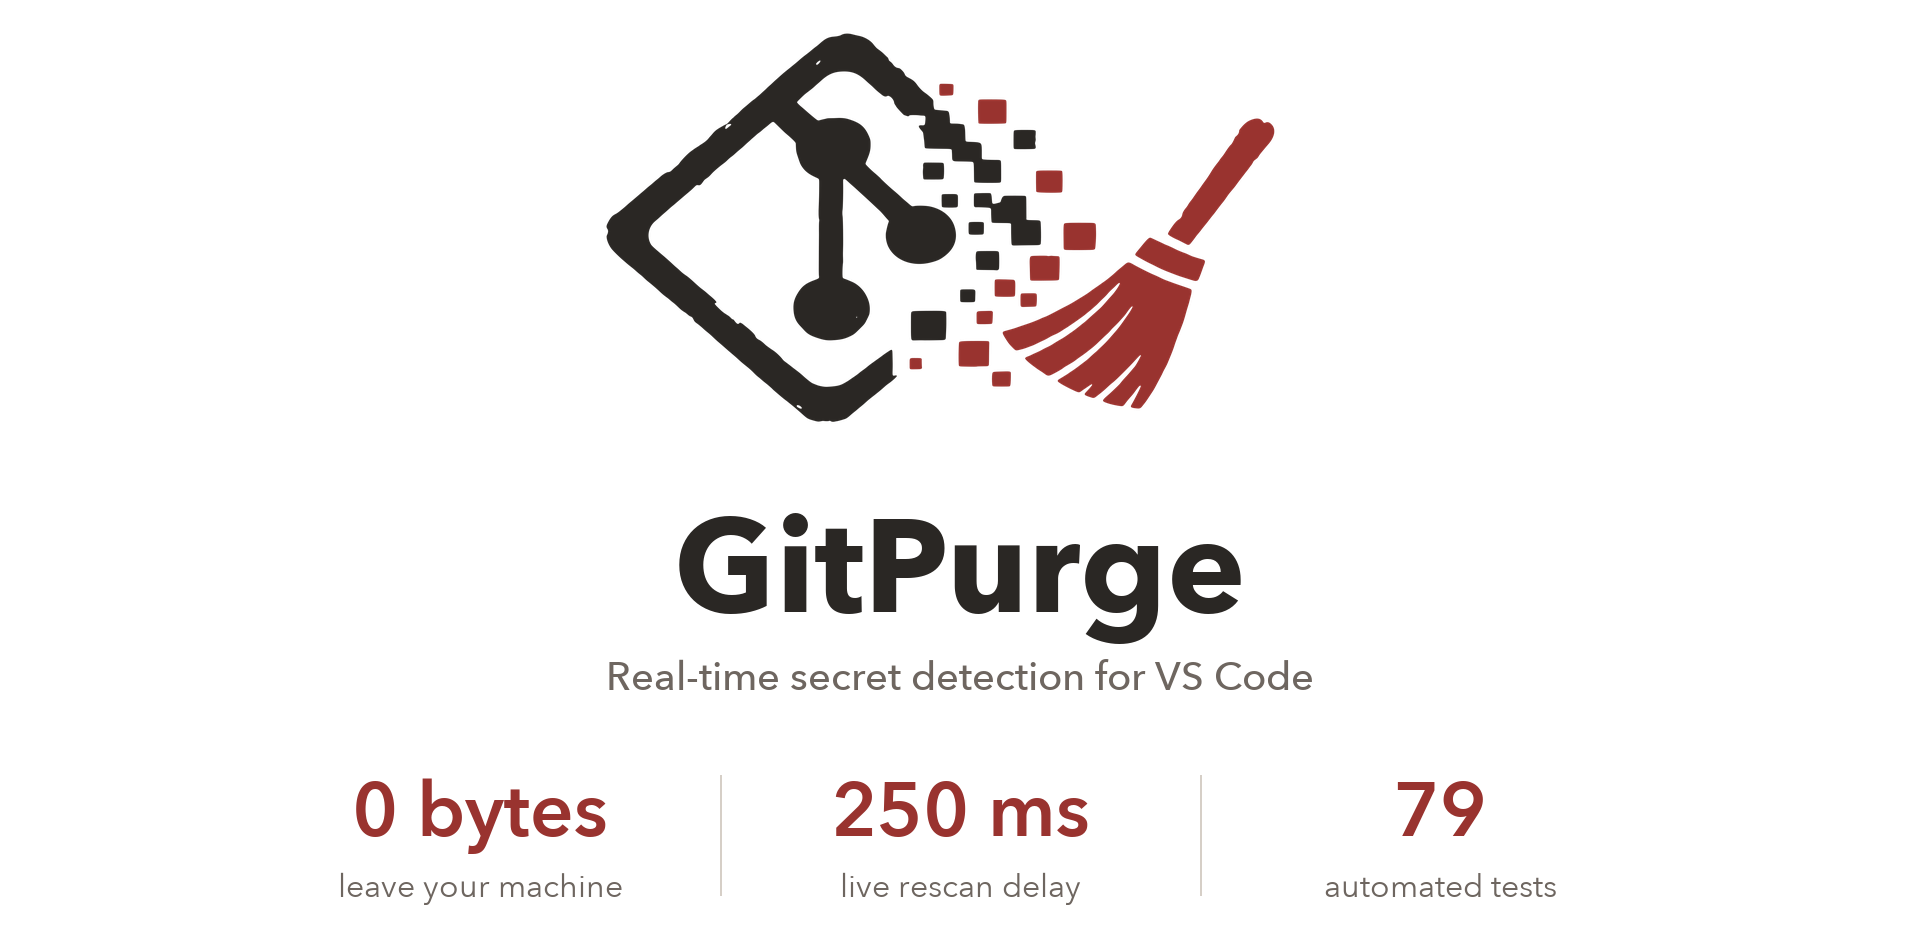 GitPurge
Real-time secret detection for VS Code
0 bytes
leave your machine
250 ms
live rescan delay
79
automated tests